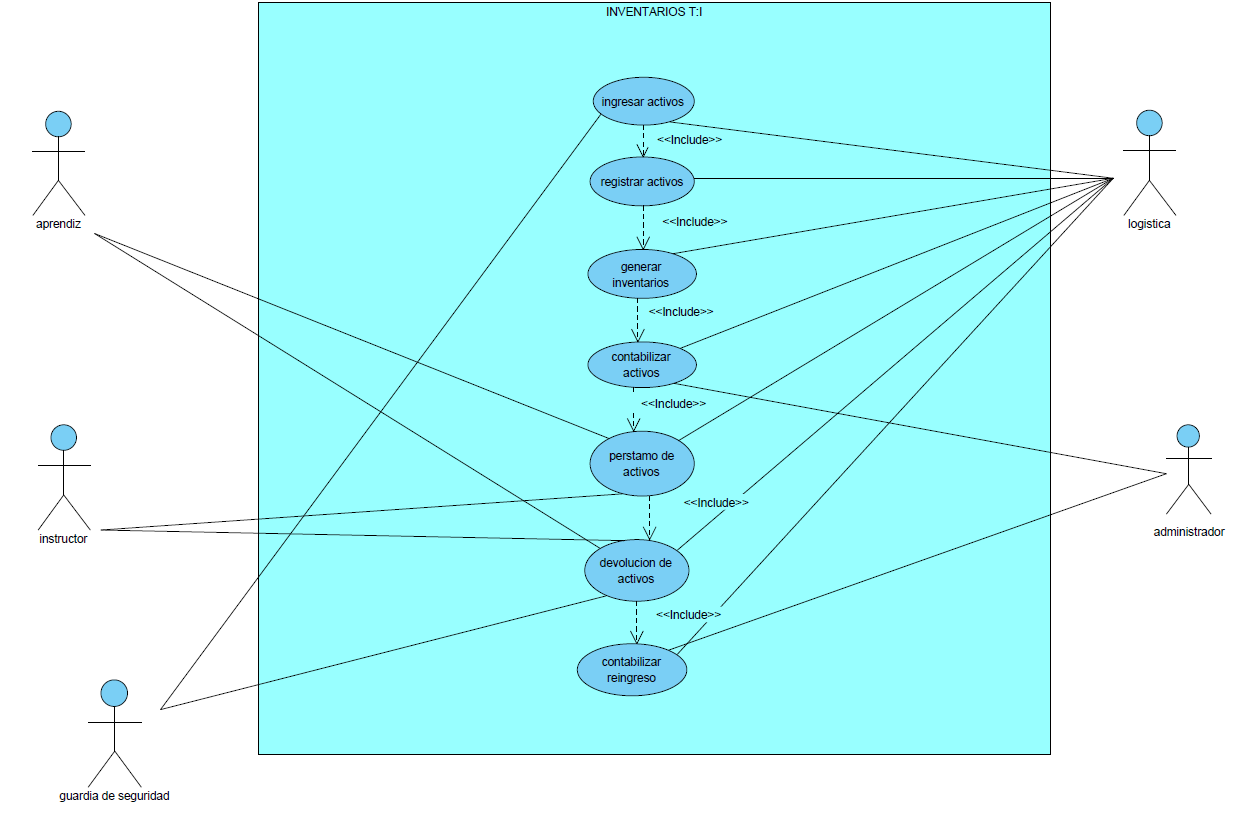 INVENTARIOS T:I
ingresar activos
<<Include>>
registrar activos
<<Include>>
generar
inventarios
<<Include>>
contabilizar
activos
<<Include>>
perstamo de
activos
<<Include>>
devolucion de
activos
<<Include>>
contabilizar
reingreso
aprendiz
instructor
guardia de seguridad
logistica
administrador